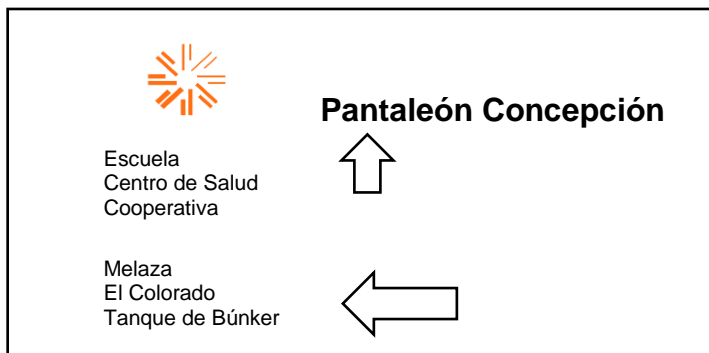 Pantaleón Concepción
Escuela
Centro de Salud
Cooperativa
Melaza
El Colorado
Tanque de Búnker